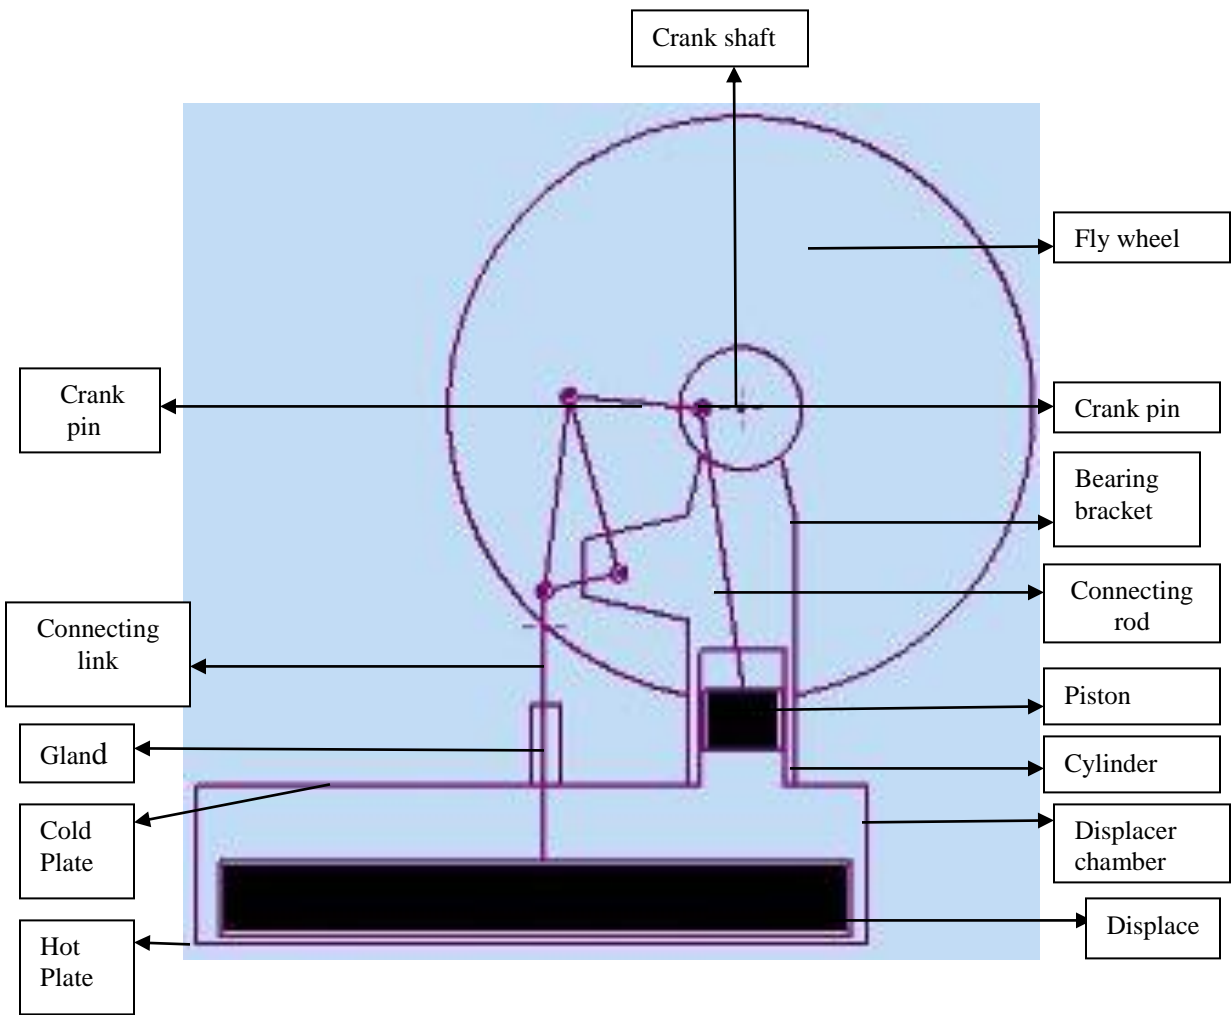 Crank shaft
Fly wheel
Crank
pin
Crank pin
Bearing
bracket
Connecting
rod
Connecting
link
Piston
Gland
Cylinder
Cold
Plate
Displacer
chamber
Displace
Hot
Plate